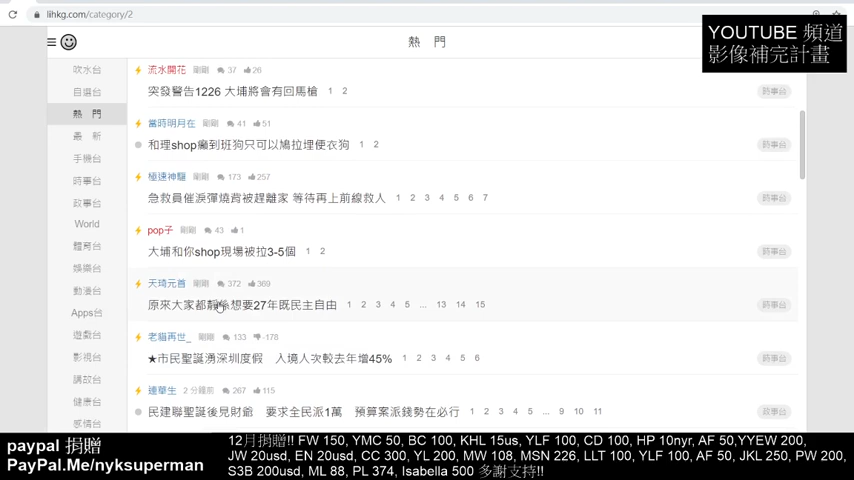 lihkg.com/category/2
熱 門
YOUTUBE 頻道
影像補完計畫
吹水台
自選台
熱 門
最 新
手機台
時事台
政事台
World
體育台
娛樂台
動漫台
Apps台
遊戲台
影視台
講故台
健康台
感情台
流水開花 剛剛 37 26
突發警告1226 大埔將會有回馬槍 1 2
時事台
當時明月在 剛剛 41 51
和理shop癲到班狗只可以鳩拉埋便衣狗 1 2
時事台
極速神驅 剛剛 173 257
急救員催淚彈燒背被趕離家 等待再上前線救人 1 2 3 4 5 6 7
時事台
pop子 剛剛 43 1
大埔和你shop現場被拉3-5個 1 2
時事台
天琦元首 剛剛 372 369
原來大家都靜係想要27年既民主自由 1 2 3 4 5 ... 13 14 15
時事台
老貓再世_ 剛剛 133 -178
★市民聖誕湧深圳度假 入境人次較去年增45% 1 2 3 4 5 6
時事台
蓮華生 2 分鐘前 267 115
民建聯聖誕後見財爺 要求全民派1萬 預算案派錢勢在必行 1 2 3 4 5 ... 9 10 11
政事台
paypal 捐贈
PayPal.Me/nyksuperman
12月捐贈!! FW 150, YMC 50, BC 100, KHL 15us, YLF 100, CD 100, HP 10nyr, AF 50,YYEW 200,
JW 20usd, EN 20usd, CC 300, YL 200, MW 108, MSN 226, LLT 100, YLF 100, AF 50, JKL 250, PW 200,
S3B 200usd, ML 88, PL 374, Isabella 500 多謝支持!!